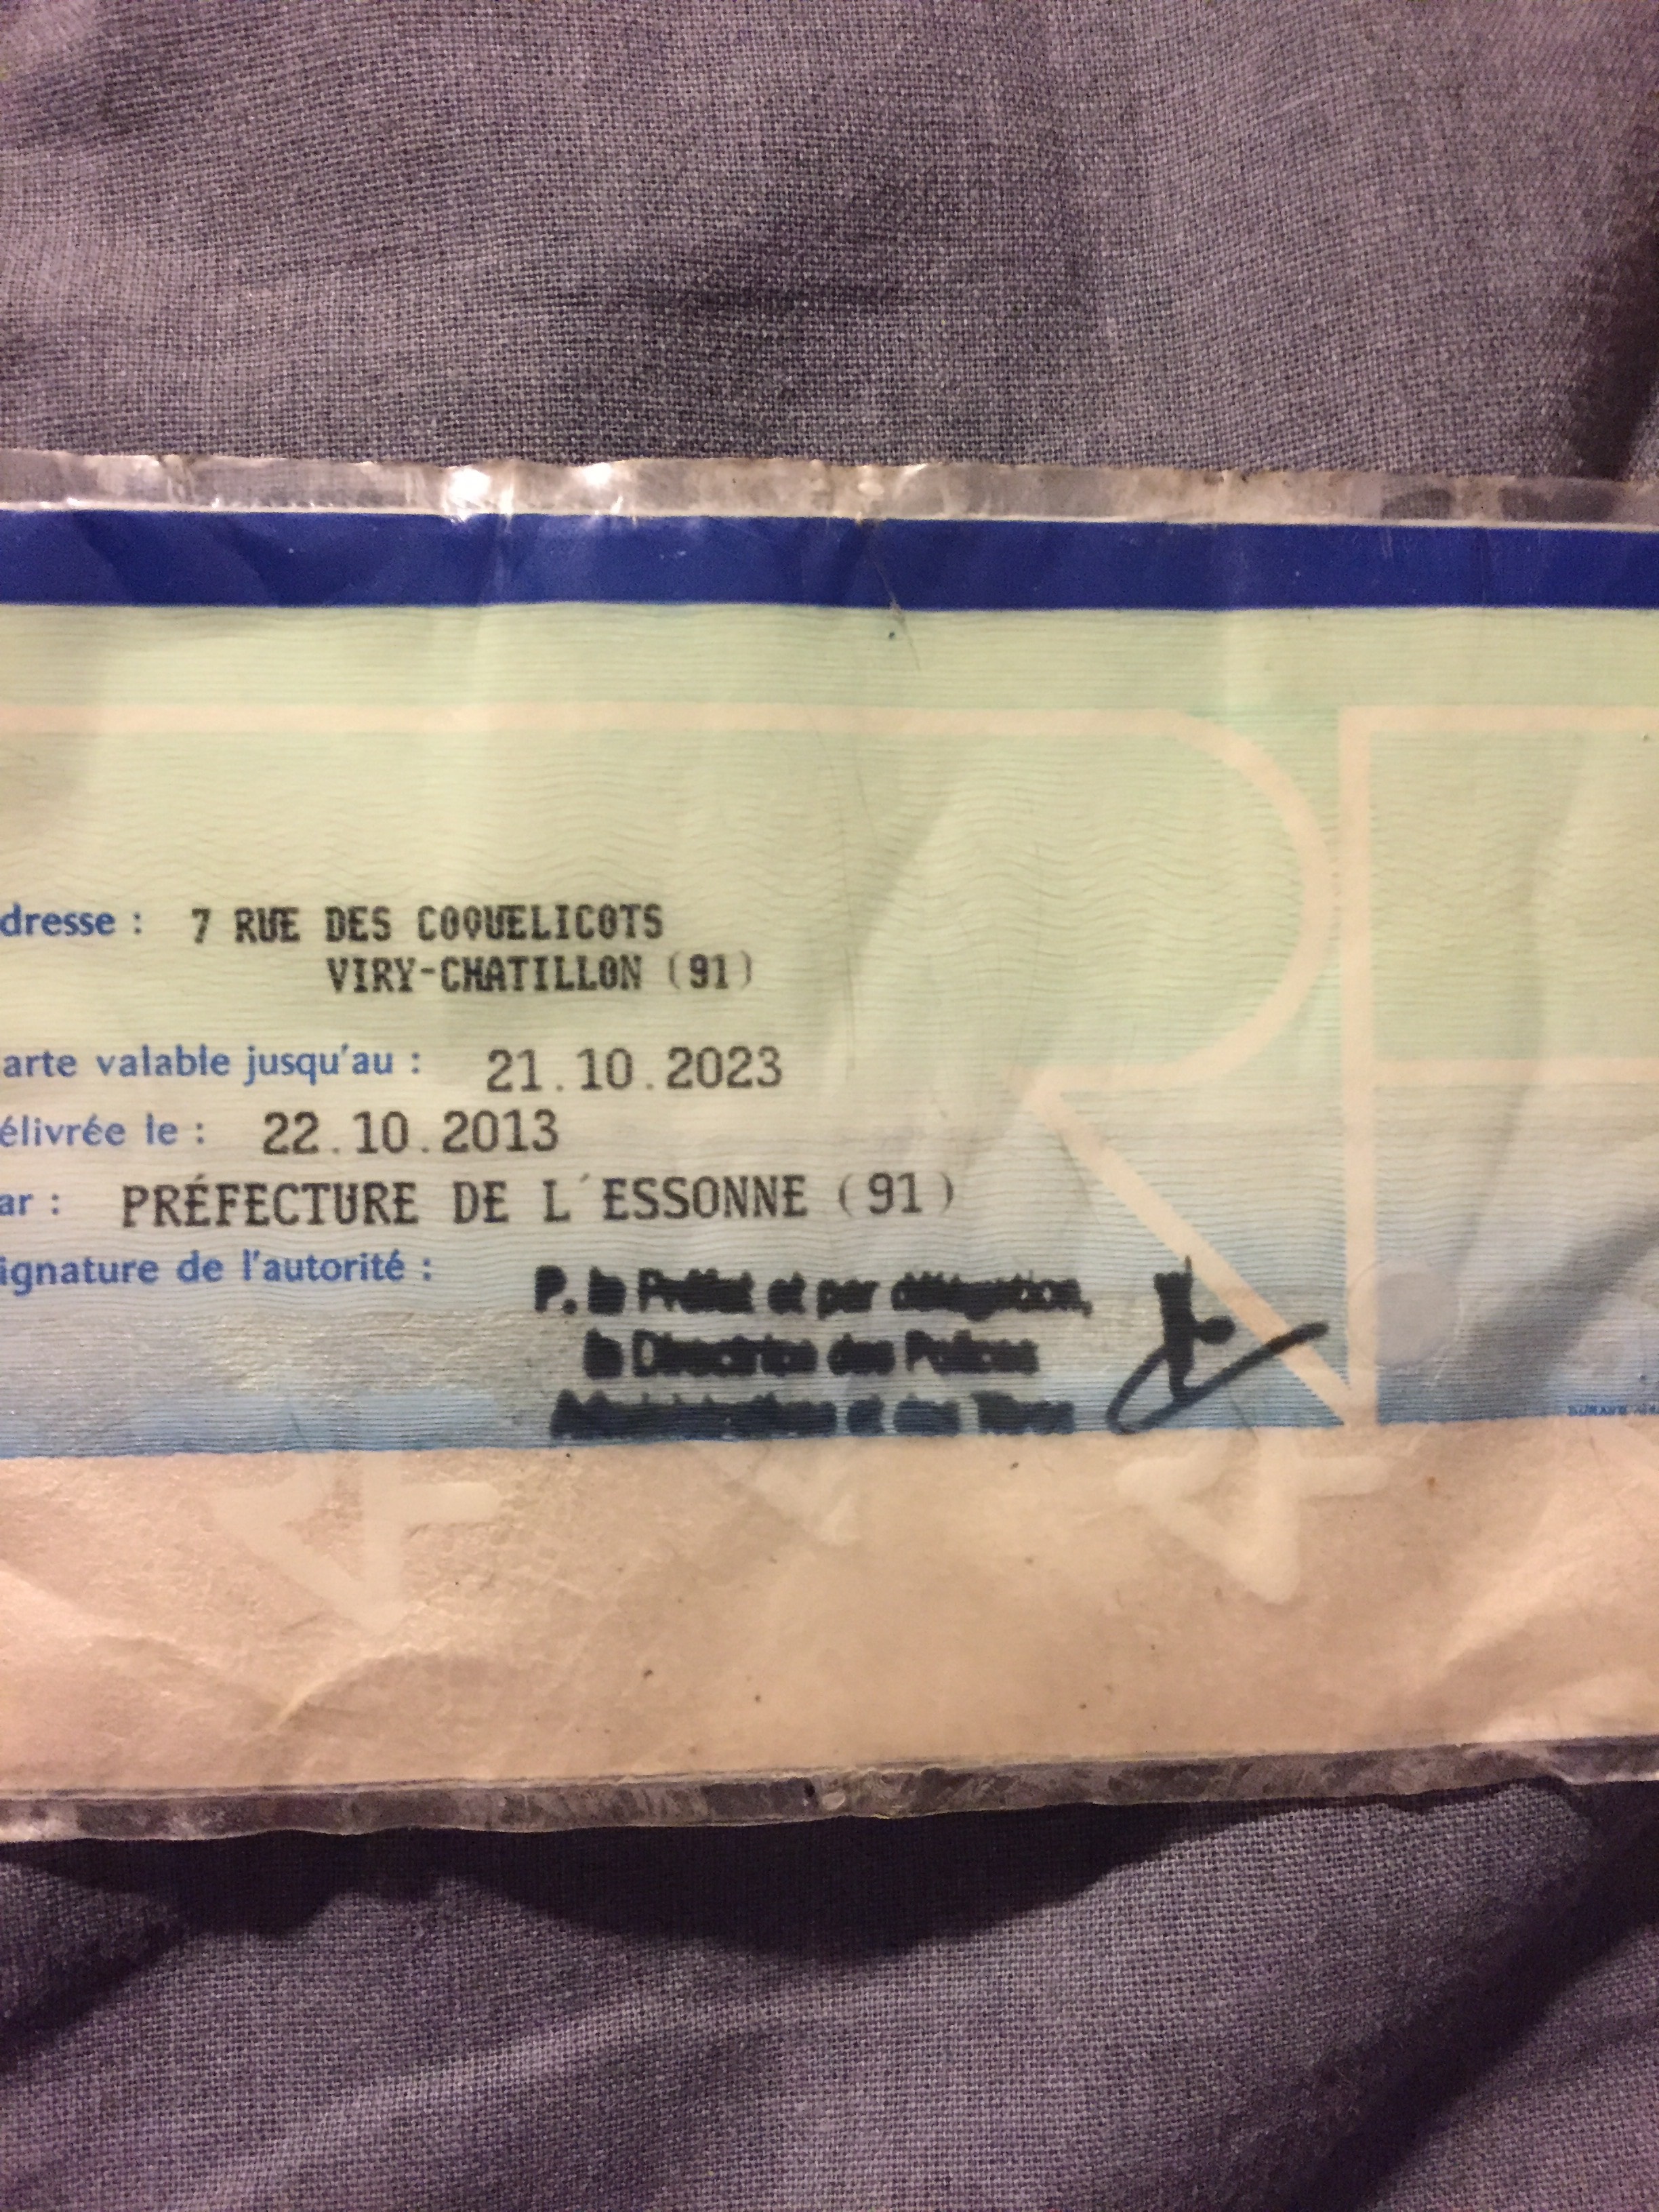 dresse : 7 RUE DES COQUELICOTS
VIRY-CHATILLON (91)
arte valable jusqu'au : 21.10.2023
élivrée le : 22.10.2013
ar : PRÉFECTURE DE L'ESSONNE (91)
ignature de l'autorité :
P. le Préfet et par délégation,
la Directrice des Polices
Administratives et des Titres
RF
RF